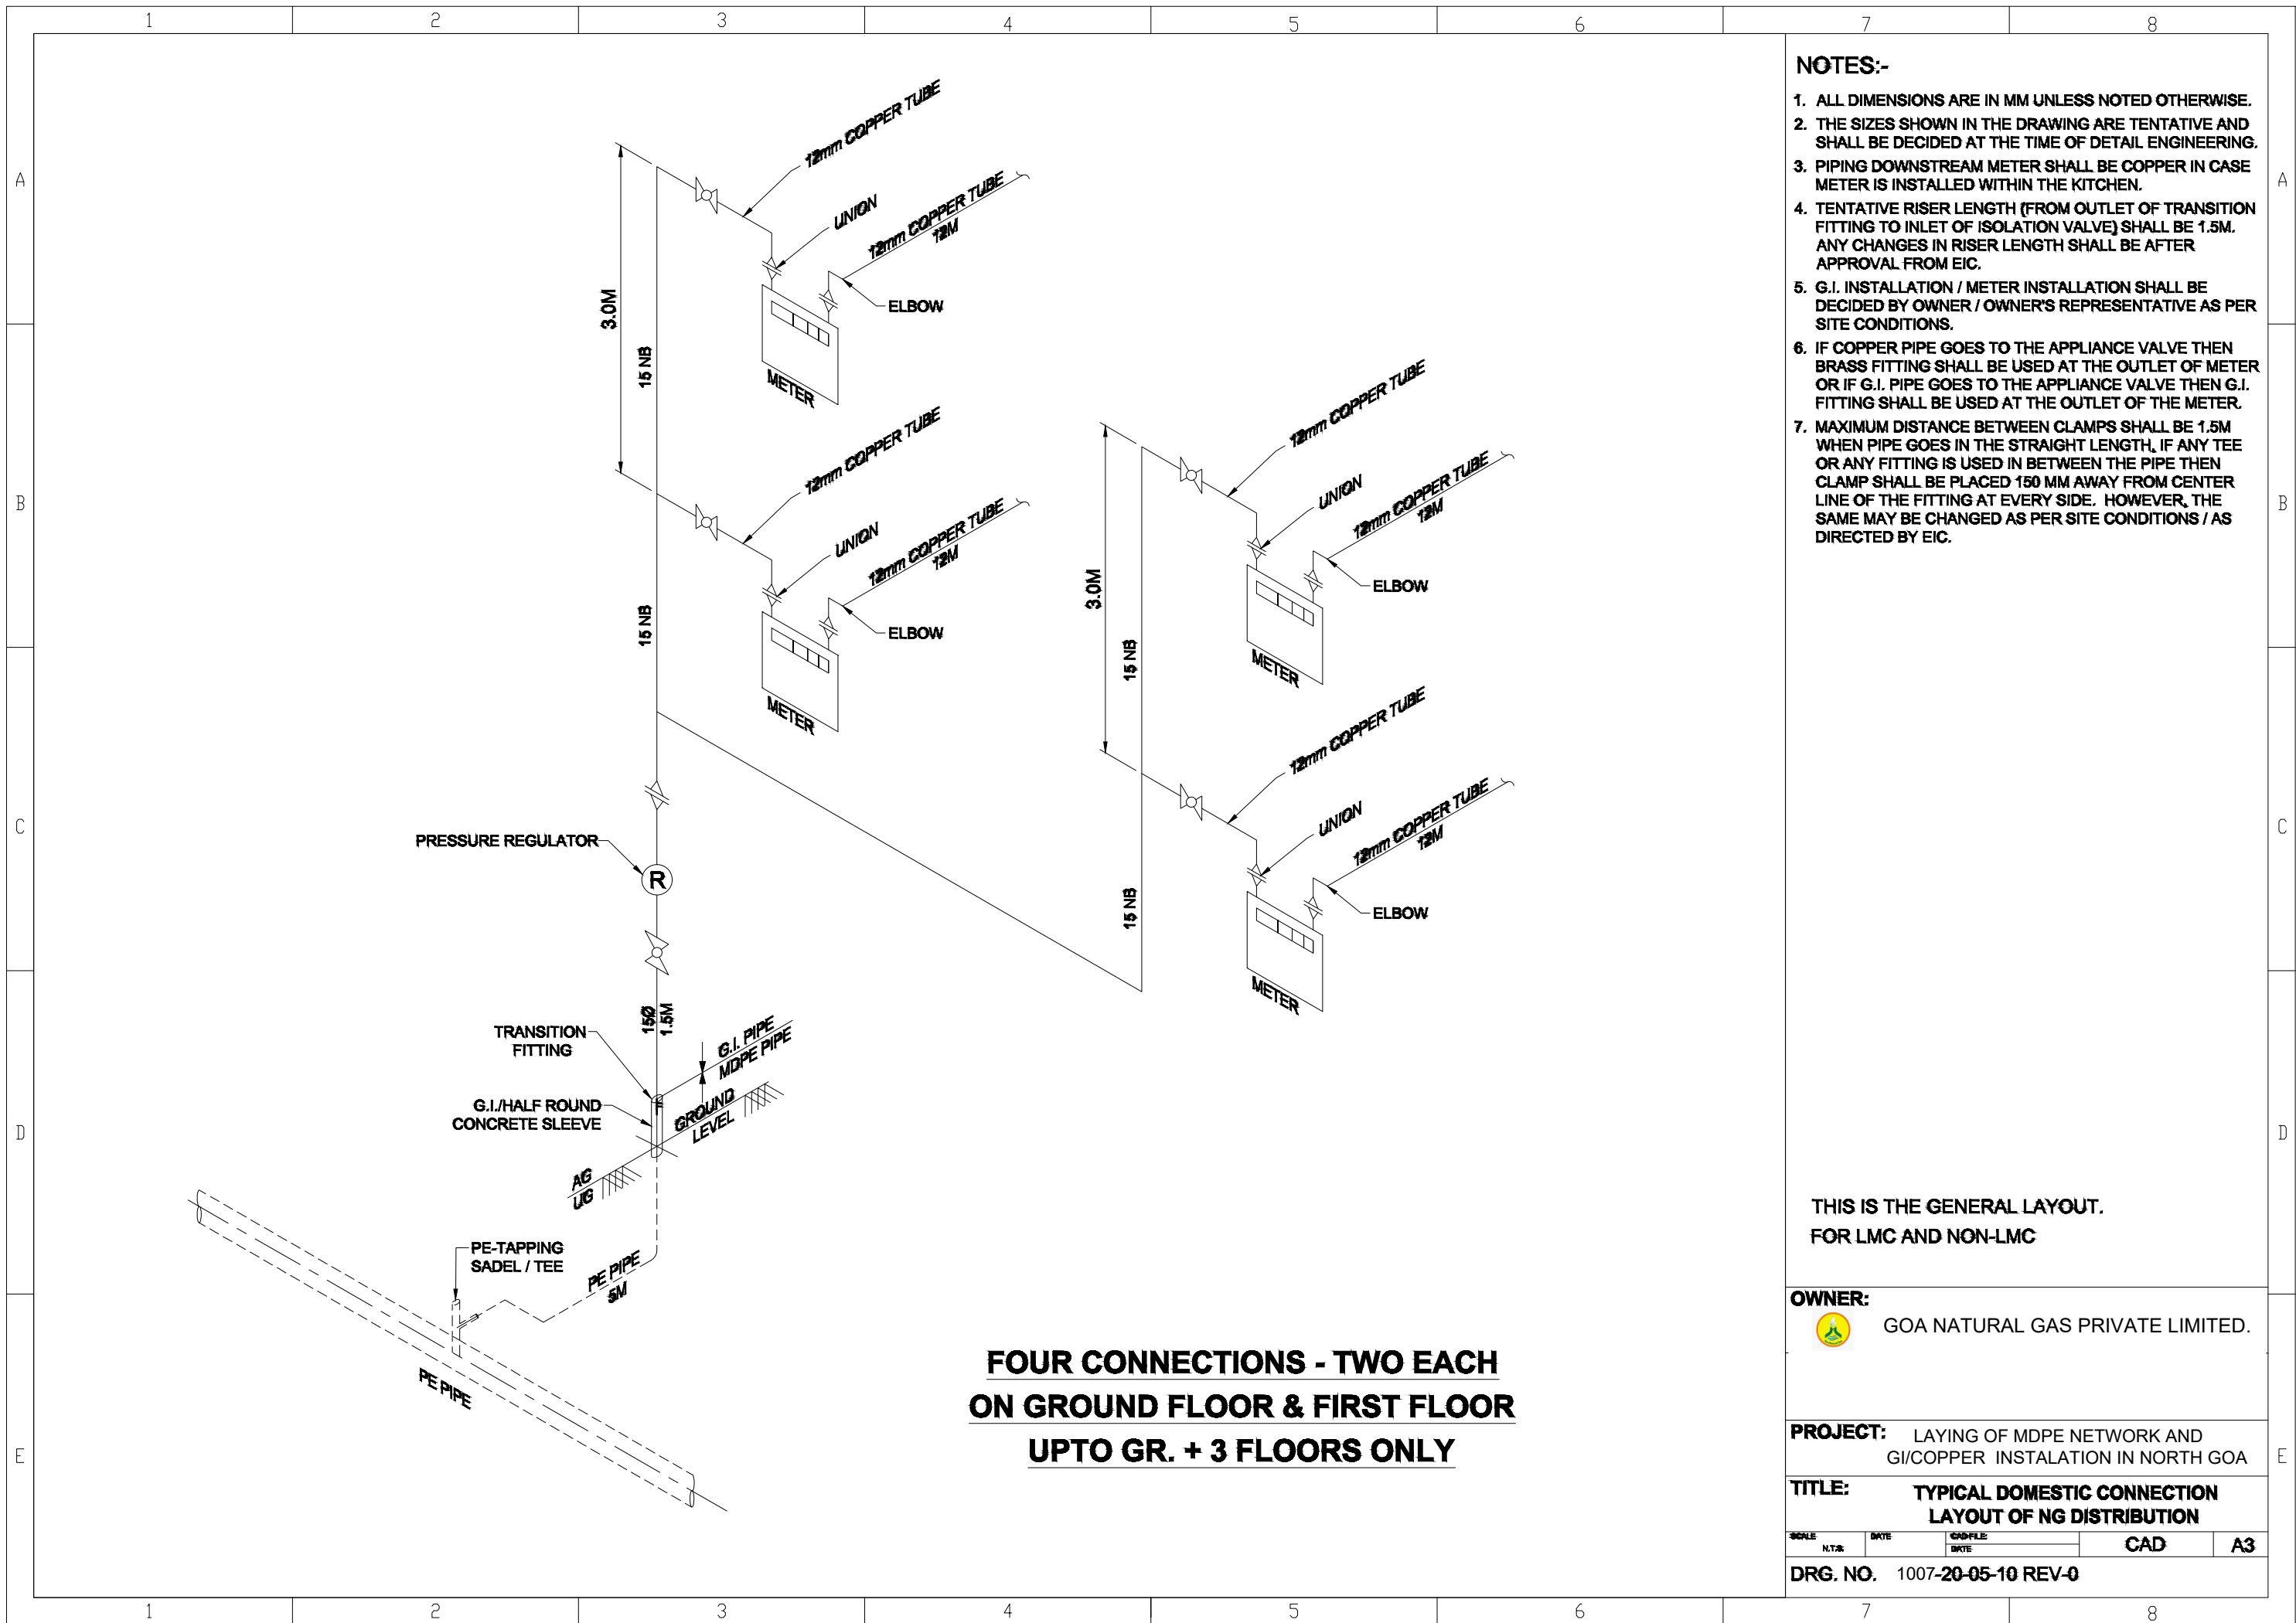 1 2 3 4 5 6 7 8
A
B
C
D
E
12mm COPPER TUBE
UNION
12mm COPPER TUBE
12M
ELBOW
METER
3.0M
15 NB
12mm COPPER TUBE
UNION
12mm COPPER TUBE
12M
ELBOW
METER
15 NB
12mm COPPER TUBE
UNION
12mm COPPER TUBE
12M
ELBOW
METER
3.0M
15 NB
12mm COPPER TUBE
UNION
12mm COPPER TUBE
12M
ELBOW
METER
15 NB
PRESSURE REGULATOR
R
15Ø
1.5M
TRANSITION
FITTING
G.I. PIPE
MDPE PIPE
G.I./HALF ROUND
CONCRETE SLEEVE
F
GROUND
LEVEL
AG
UG
PE-TAPPING
SADEL / TEE
PE PIPE
5M
PE PIPE
FOUR CONNECTIONS - TWO EACH
ON GROUND FLOOR & FIRST FLOOR
UPTO GR. + 3 FLOORS ONLY
NOTES:-
1. ALL DIMENSIONS ARE IN MM UNLESS NOTED OTHERWISE.
2. THE SIZES SHOWN IN THE DRAWING ARE TENTATIVE AND
SHALL BE DECIDED AT THE TIME OF DETAIL ENGINEERING.
3. PIPING DOWNSTREAM METER SHALL BE COPPER IN CASE
METER IS INSTALLED WITHIN THE KITCHEN.
4. TENTATIVE RISER LENGTH (FROM OUTLET OF TRANSITION
FITTING TO INLET OF ISOLATION VALVE) SHALL BE 1.5M.
ANY CHANGES IN RISER LENGTH SHALL BE AFTER
APPROVAL FROM EIC.
5. G.I. INSTALLATION / METER INSTALLATION SHALL BE
DECIDED BY OWNER / OWNER'S REPRESENTATIVE AS PER
SITE CONDITIONS.
6. IF COPPER PIPE GOES TO THE APPLIANCE VALVE THEN
BRASS FITTING SHALL BE USED AT THE OUTLET OF METER
OR IF G.I. PIPE GOES TO THE APPLIANCE VALVE THEN G.I.
FITTING SHALL BE USED AT THE OUTLET OF THE METER.
7. MAXIMUM DISTANCE BETWEEN CLAMPS SHALL BE 1.5M
WHEN PIPE GOES IN THE STRAIGHT LENGTH, IF ANY TEE
OR ANY FITTING IS USED IN BETWEEN THE PIPE THEN
CLAMP SHALL BE PLACED 150 MM AWAY FROM CENTER
LINE OF THE FITTING AT EVERY SIDE. HOWEVER, THE
SAME MAY BE CHANGED AS PER SITE CONDITIONS / AS
DIRECTED BY EIC.
THIS IS THE GENERAL LAYOUT.
FOR LMC AND NON-LMC
OWNER:
GOA NATURAL GAS PRIVATE LIMITED.
PROJECT: LAYING OF MDPE NETWORK AND
GI/COPPER INSTALATION IN NORTH GOA
TITLE: TYPICAL DOMESTIC CONNECTION
LAYOUT OF NG DISTRIBUTION
SCALE N.T.S. DATE CADFILE: DATE CAD A3
DRG. NO. 1007-20-05-10 REV-0
A
B
C
D
E
1 2 3 4 5 6 7 8